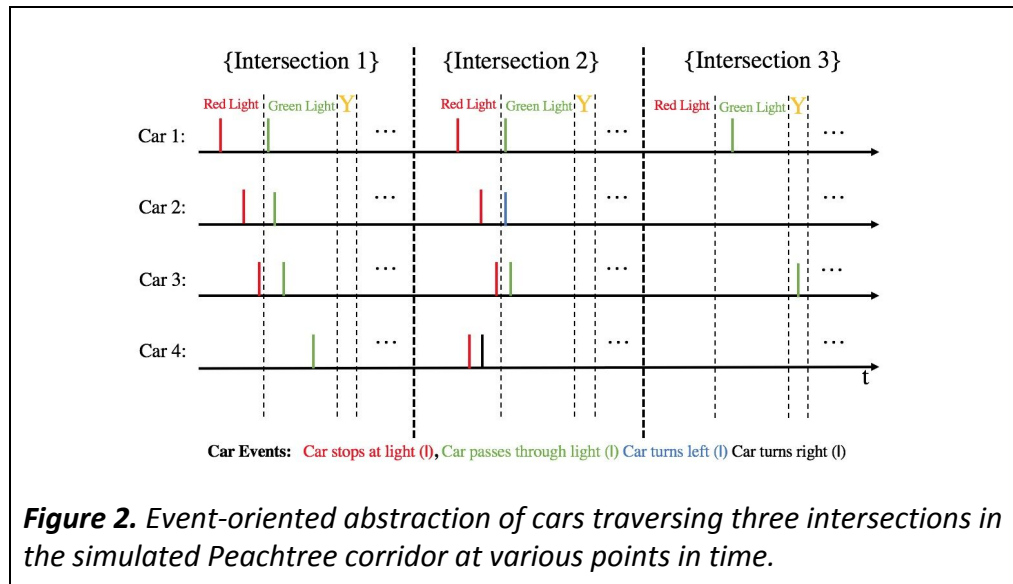 {Intersection 1} {Intersection 2} {Intersection 3}
Red Light Green Light Y Red Light Green Light Y Red Light Green Light Y
Car 1: ... ... ...
Car 2: ... ...
Car 3: ... ... ...
Car 4: ... ... ...
t
Car Events: Car stops at light (|), Car passes through light (|) Car turns left (|) Car turns right (|)
Figure 2. Event-oriented abstraction of cars traversing three intersections in
the simulated Peachtree corridor at various points in time.